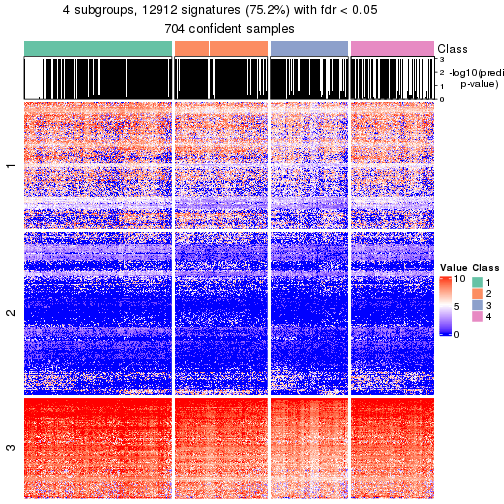 4 subgroups, 12912 signatures (75.2%) with fdr < 0.05
704 confident samples
Class
3
2
1
0
-log10(predi
p-value)
1
2
3
Value
10
5
0
Class
1
2
3
4